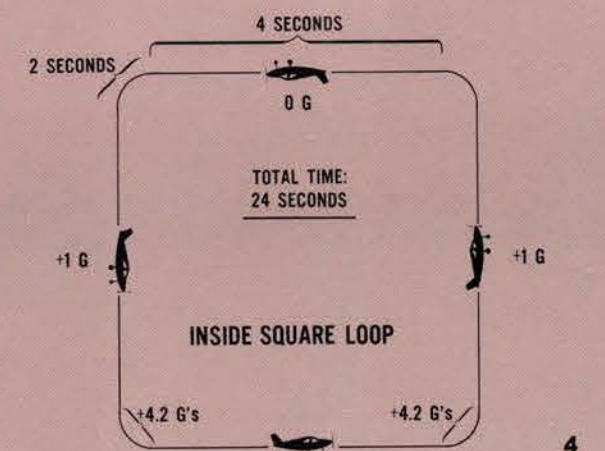 4 SECONDS
2 SECONDS
0 G
TOTAL TIME:
24 SECONDS
+1 G
+1 G
INSIDE SQUARE LOOP
+4.2 G's
+4.2 G's
4